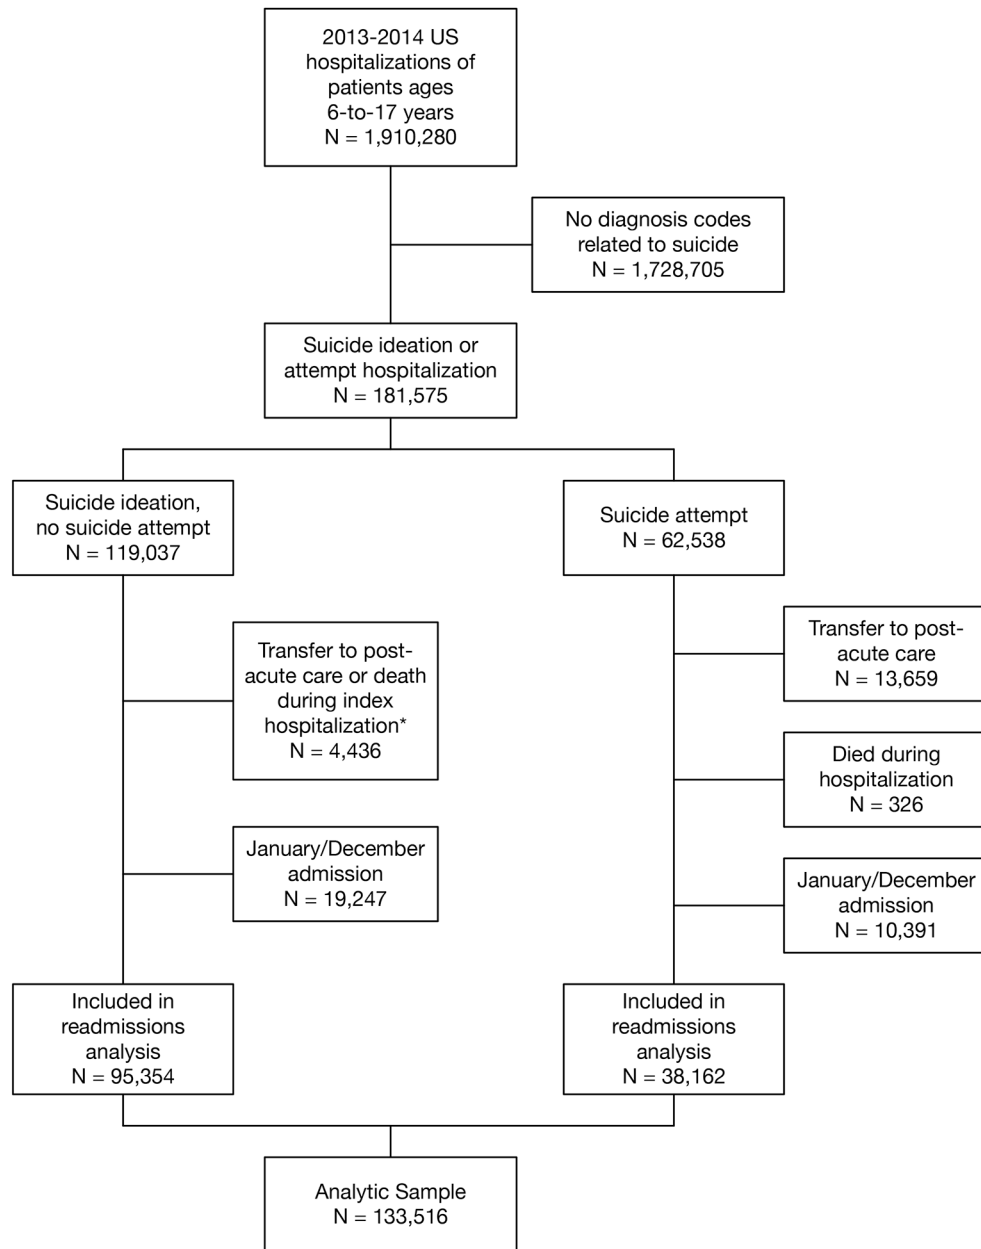 2013-2014 US
hospitalizations of
patients ages
6-to-17 years
N = 1,910,280
No diagnosis codes
related to suicide
N = 1,728,705
Suicide ideation or
attempt hospitalization
N = 181,575
Suicide ideation,
no suicide attempt
N = 119,037
Suicide attempt
N = 62,538
Transfer to post-
acute care or death
during index
hospitalization*
N = 4,436
Transfer to post-
acute care
N = 13,659
Died during
hospitalization
N = 326
January/December
admission
N = 19,247
January/December
admission
N = 10,391
Included in
readmissions
analysis
N = 95,354
Included in
readmissions
analysis
N = 38,162
Analytic Sample
N = 133,516